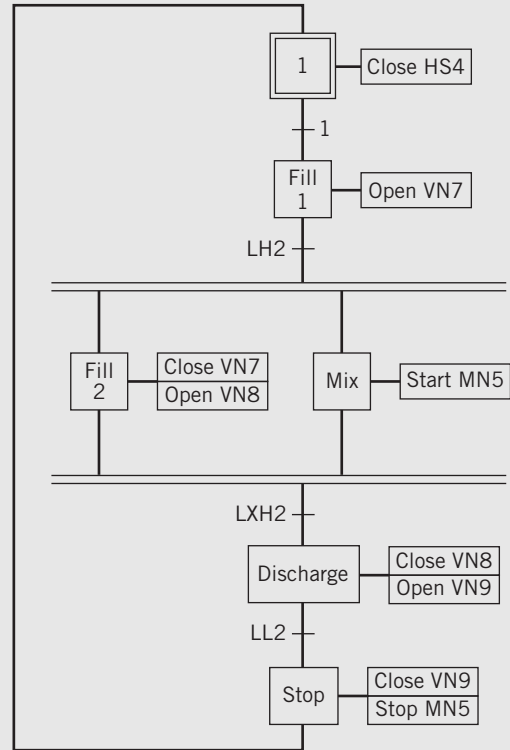 1
Close HS4
1
Fill
1
Open VN7
LH2
Fill
2
Close VN7
Open VN8
Mix
Start MN5
LXH2
Discharge
Close VN8
Open VN9
LL2
Stop
Close VN9
Stop MN5